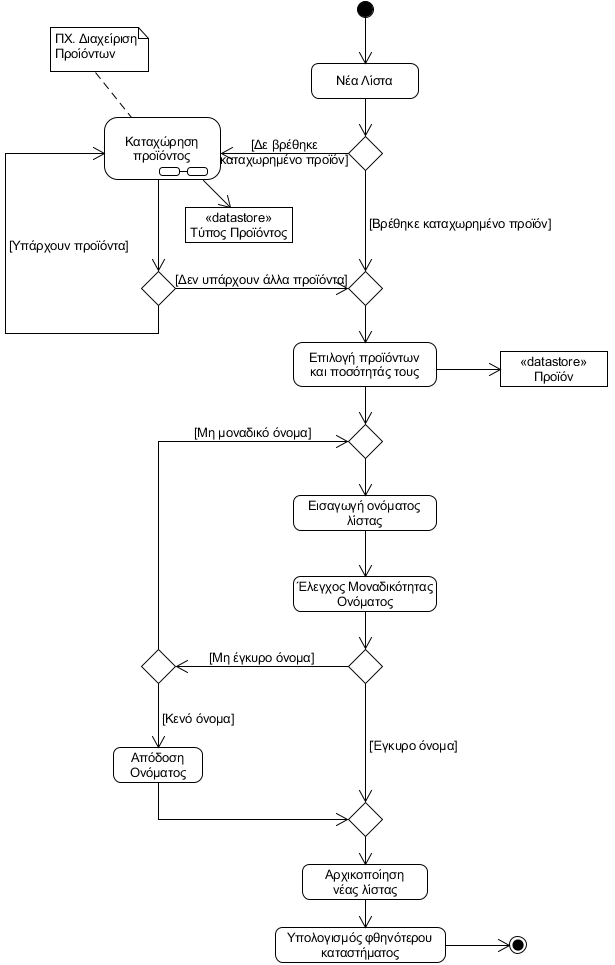 ΠΧ. Διαχείριση
Προϊόντων
Νέα Λίστα
Καταχώρηση
προϊόντος
[Δε βρέθηκε
καταχωρημένο προϊόν]
«datastore»
Τύπος Προϊόντος
[Βρέθηκε καταχωρημένο προϊόν]
[Υπάρχουν προϊόντα]
[Δεν υπάρχουν άλλα προϊόντα]
Επιλογή προϊόντων
και ποσότητάς τους
«datastore»
Προϊόν
[Μη μοναδικό όνομα]
Εισαγωγή ονόματος
λίστας
Έλεγχος Μοναδικότητας
Ονόματος
[Μη έγκυρο όνομα]
[Κενό όνομα]
[Έγκυρο όνομα]
Απόδοση
Ονόματος
Αρχικοποίηση
νέας λίστας
Υπολογισμός φθηνότερου
καταστήματος